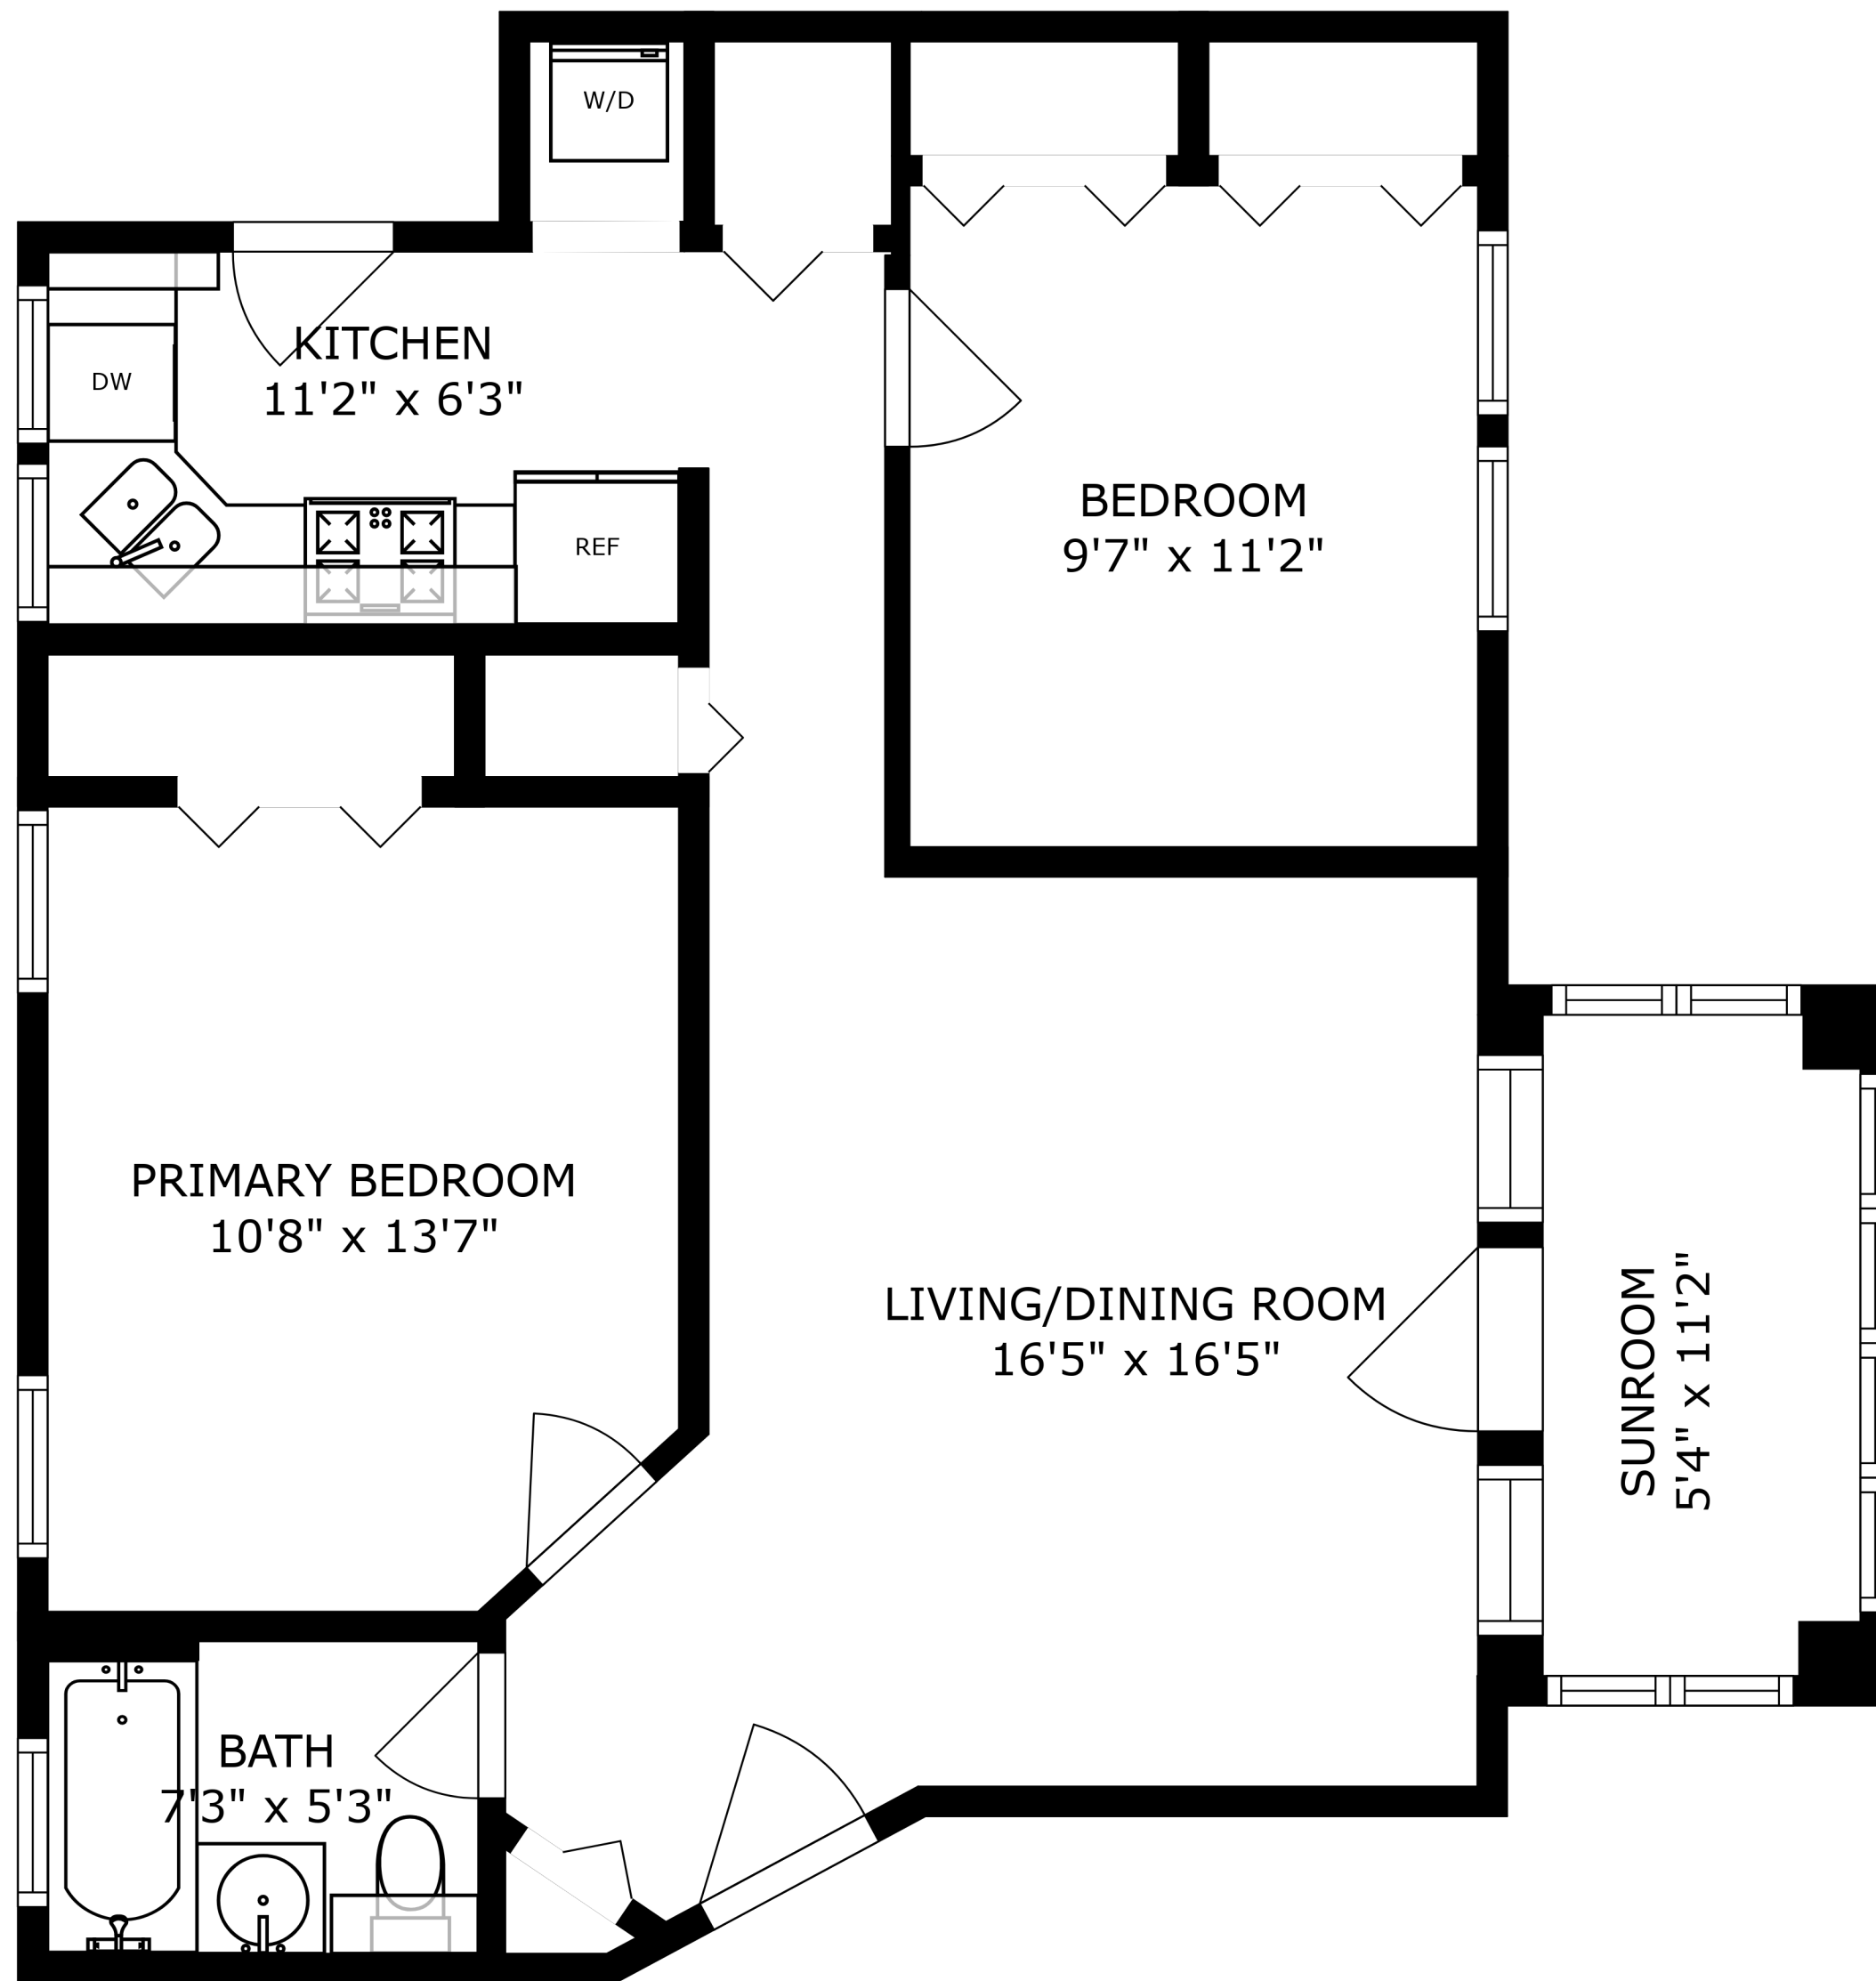 W/D
KITCHEN
11'2" x 6'3"
DW
REF
BEDROOM
9'7" x 11'2"
PRIMARY BEDROOM
10'8" x 13'7"
LIVING/DINING ROOM
16'5" x 16'5"
SUNROOM
5'4" x 11'2"
BATH
7'3" x 5'3"